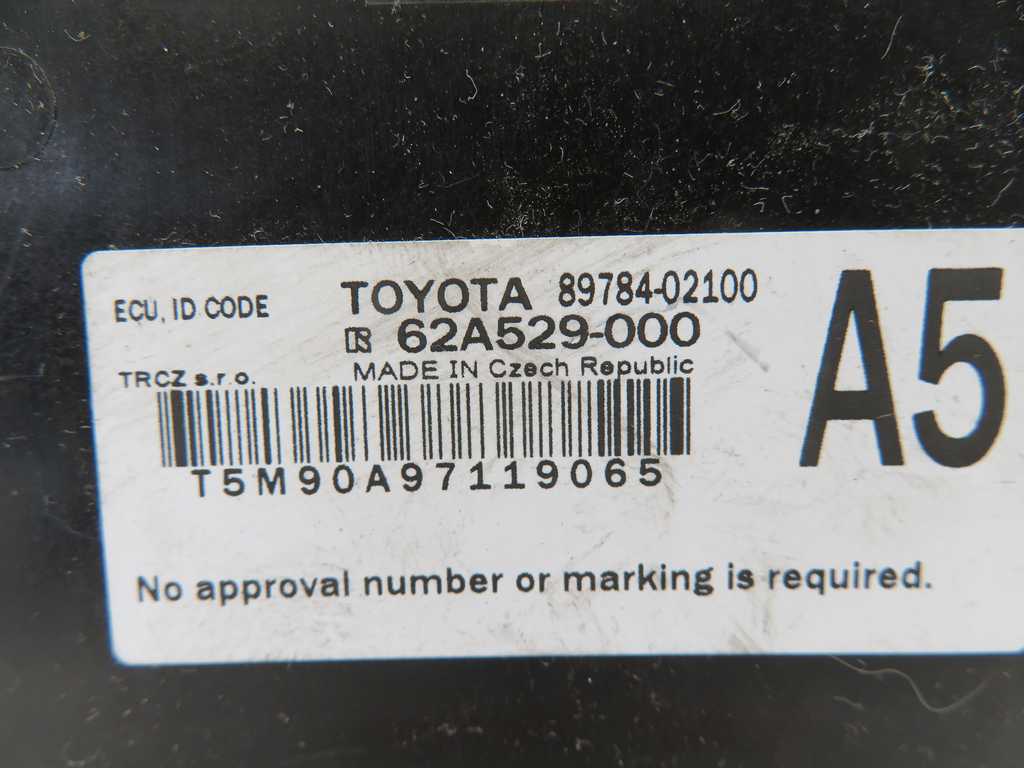 ECU, ID CODE
TOYOTA 89784-02100
62A529-000
A5
TRCZ s.r.o.
MADE IN Czech Republic
T5M90A97119065
No approval number or marking is required.